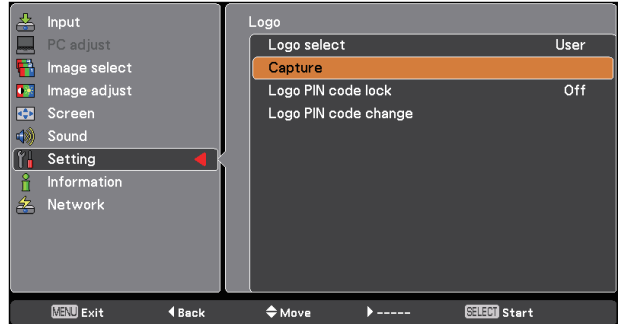 Input
PC adjust
Image select
Image adjust
Screen
Sound
Setting
Information
Network
Logo
Logo select User
Capture
Logo PIN code lock Off
Logo PIN code change
MENU Exit Back Move ----- SELECT Start